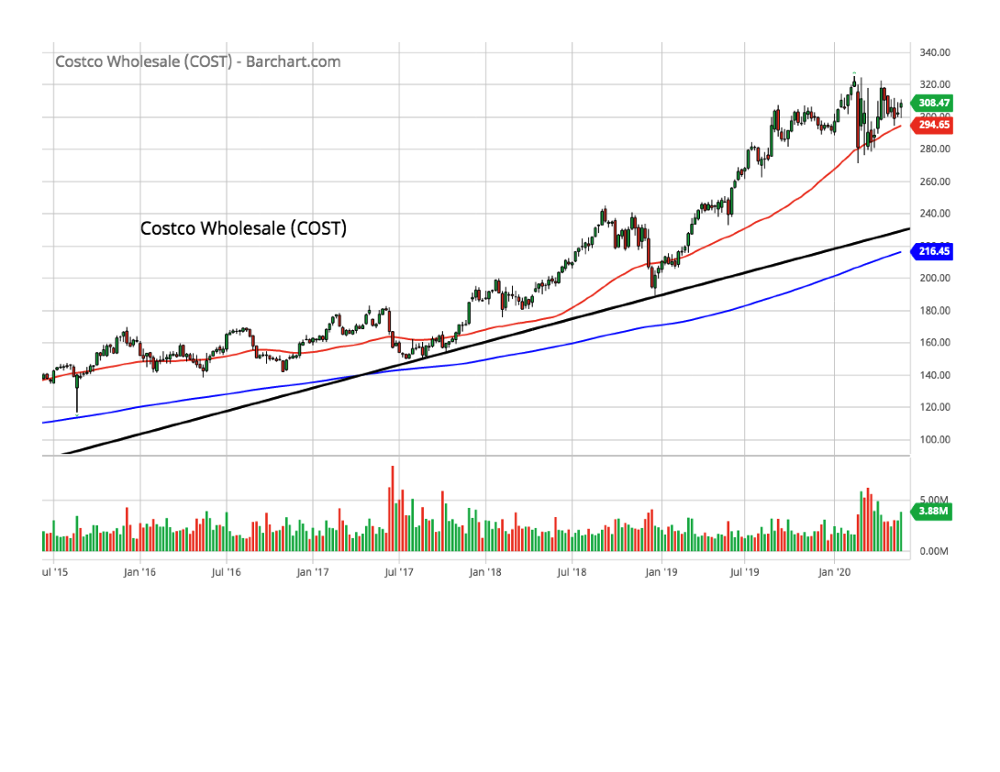 Costco Wholesale (COST) - Barchart.com
Costco Wholesale (COST)
340.00
320.00
308.47
294.65
280.00
260.00
240.00
216.45
200.00
180.00
160.00
140.00
120.00
100.00
5.00M
3.88M
0.00M
ul '15
Jan '16
Jul '16
Jan '17
Jul '17
Jan '18
Jul '18
Jan '19
Jul '19
Jan '20